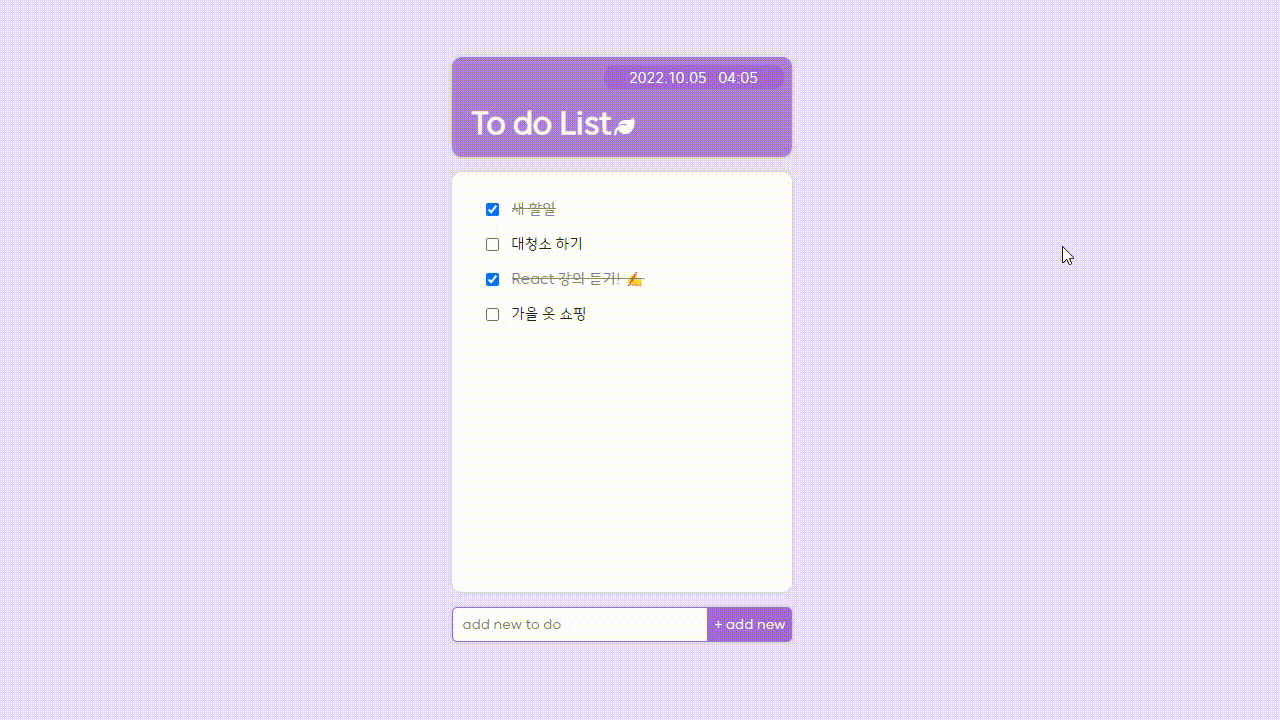 2022.10.05 04:05
To do List
새 할일
대청소 하기
React 강의 듣기! ✍️
가을 옷 쇼핑
add new to do
+ add new